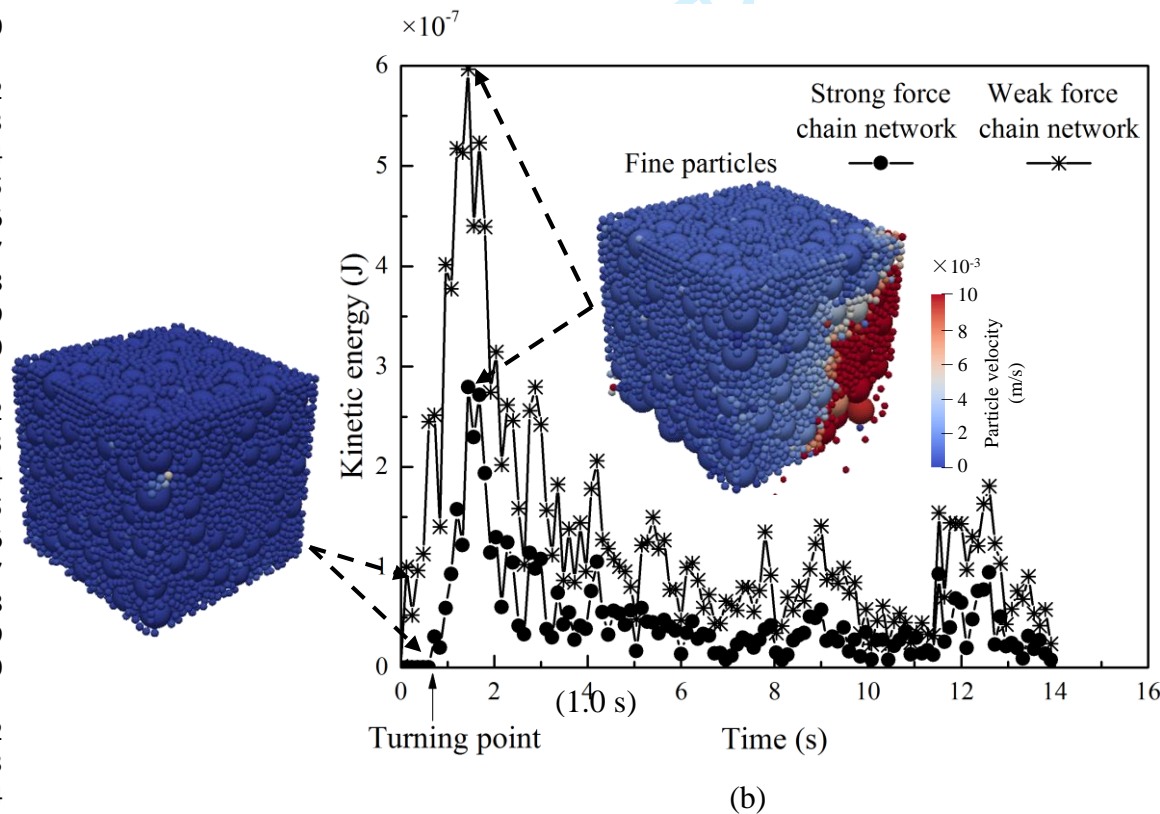 ×10⁻⁷
6
5
4
3
2
1
0
Kinetic energy (J)
Strong force Weak force
chain network chain network
Fine particles
×10⁻³
10
8
6
4
2
0
Particle velocity
(m/s)
0 2 4 6 8 10 12 14 16
(1.0 s)
Turning point
Time (s)
(b)